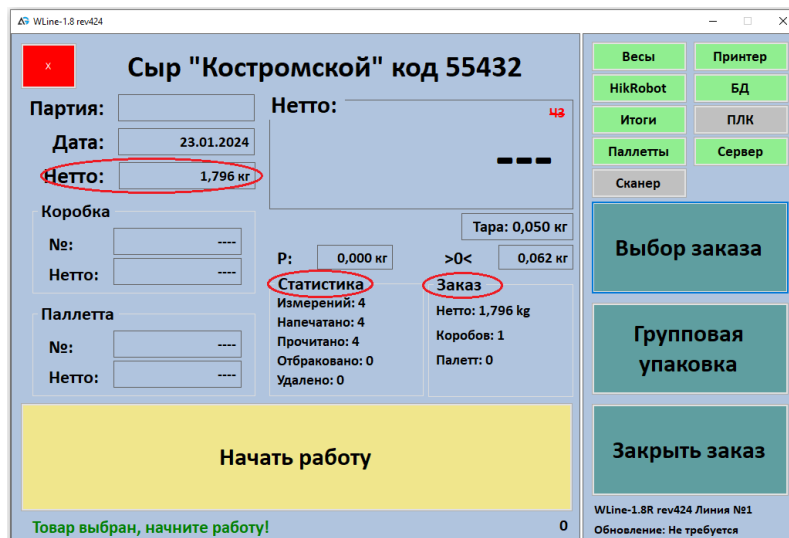 WLine-1.8 rev424
X
Сыр "Костромской" код 55432
Партия:
Дата: 23.01.2024
Нетто: 1,796 кг
Нетто:
ЧЗ
---
Тара: 0,050 кг
P: 0,000 кг >0< 0,062 кг
Коробка
№: ----
Нетто: ----
Паллетта
№: ----
Нетто: ----
Статистика
Измерений: 4
Напечатано: 4
Прочитано: 4
Отбраковано: 0
Удалено: 0
Заказ
Нетто: 1,796 kg
Коробов: 1
Палетт: 0
Начать работу
Товар выбран, начните работу! 0
Весы Принтер
HikRobot БД
Итоги ПЛК
Паллеты Сервер
Сканер
Выбор заказа
Групповая
упаковка
Закрыть заказ
WLine-1.8R rev424 Линия №1
Обновление: Не требуется